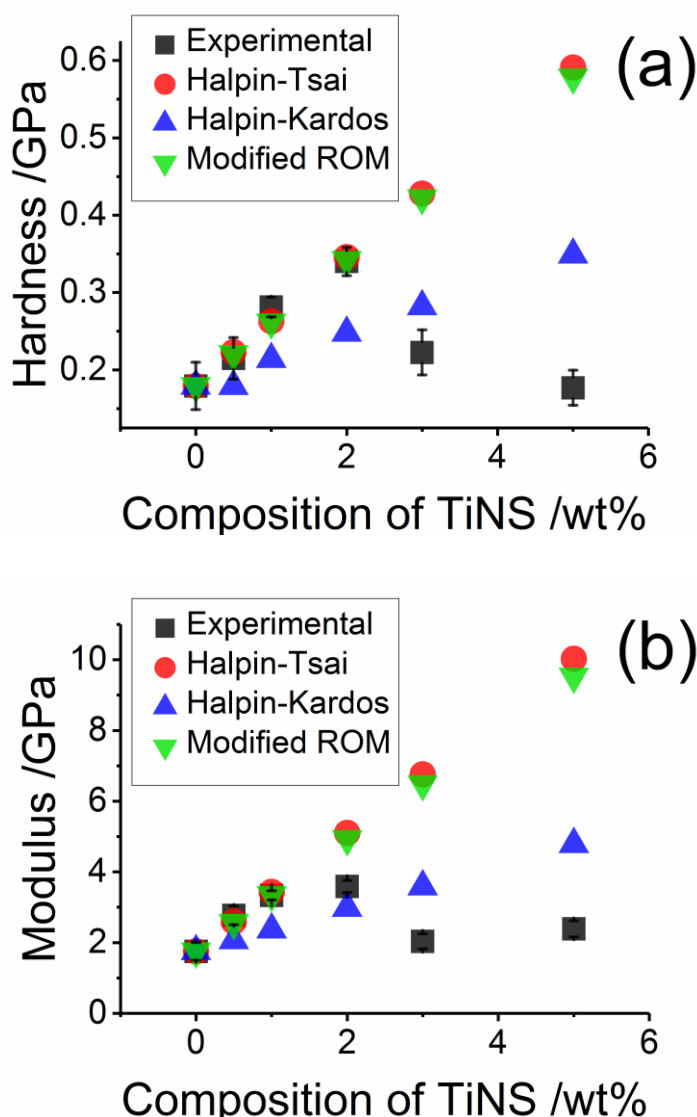 Experimental
Halpin-Tsai
Halpin-Kardos
Modified ROM
(a)
0.6
0.5
0.4
0.3
0.2
Hardness /GPa
0 2 4 6
Composition of TiNS /wt%
Experimental
Halpin-Tsai
Halpin-Kardos
Modified ROM
(b)
10
8
6
4
2
0
Modulus /GPa
0 2 4 6
Composition of TiNS /wt%